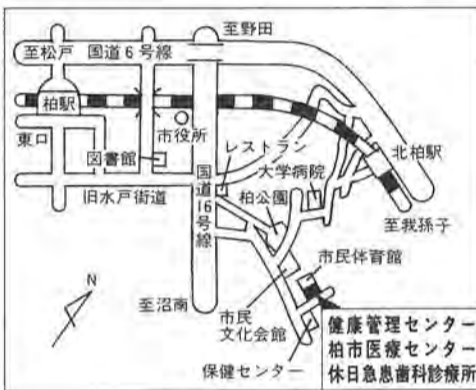 至野田
至松戸 国道6号線
柏駅
東口
市役所
図書館
レストラン
北柏駅
大学病院
国道16号線
旧水戸街道
柏公園
至我孫子
N
市民体育館
至沼南
市民
文化会館
保健センター
健康管理センター
柏市医療センター
休日急患歯科診療所